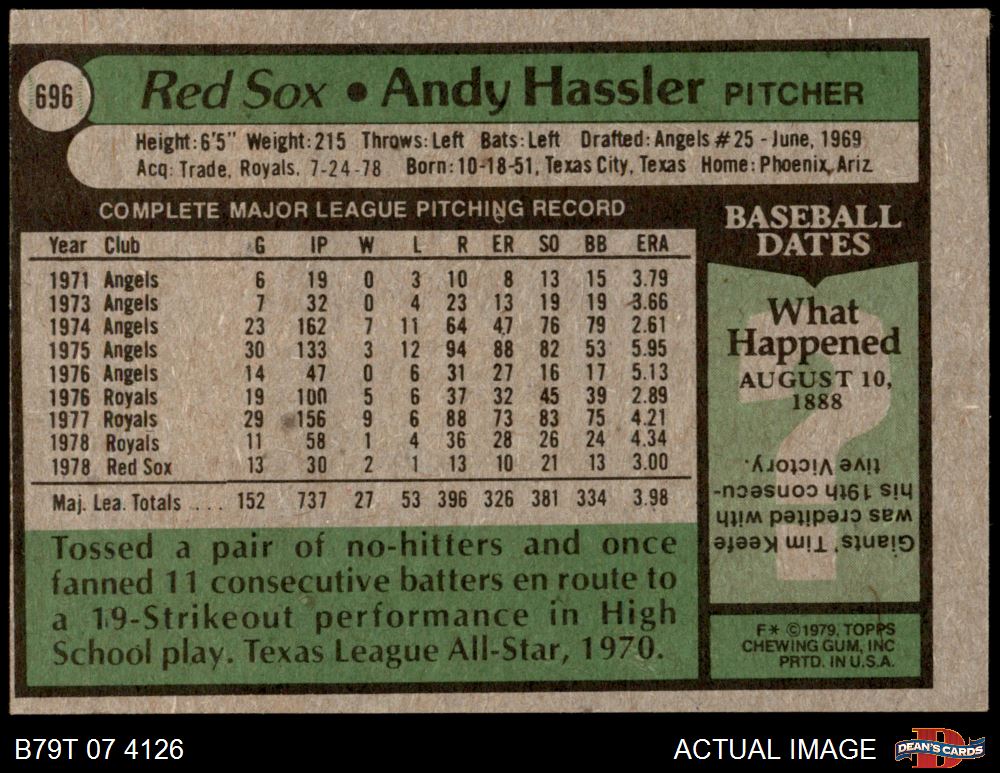 696
Red Sox • Andy Hassler PITCHER
Height: 6'5" Weight: 215 Throws: Left Bats: Left Drafted: Angels #25 - June, 1969
Acq: Trade, Royals, 7-24-78 Born: 10-18-51, Texas City, Texas Home: Phoenix, Ariz
COMPLETE MAJOR LEAGUE PITCHING RECORD
Year Club G IP W L R ER SO BB ERA
1971 Angels 6 19 0 3 10 8 13 15 3.79
1973 Angels 7 32 0 4 23 13 19 19 3.66
1974 Angels 23 162 7 11 64 47 76 79 2.61
1975 Angels 30 133 3 12 94 88 82 53 5.95
1976 Angels 14 47 0 6 31 27 16 17 5.13
1976 Royals 19 100 5 6 37 32 45 39 2.89
1977 Royals 29 156 9 6 88 73 83 75 4.21
1978 Royals 11 58 1 4 36 28 26 24 4.34
1978 Red Sox 13 30 2 1 13 10 21 13 3.00
Maj. Lea. Totals . . . 152 737 27 53 396 326 381 334 3.98
Tossed a pair of no-hitters and once
fanned 11 consecutive batters en route to
a 19-Strikeout performance in High
School play. Texas League All-Star, 1970.
BASEBALL
DATES
What
Happened
AUGUST 10,
1888
Giants' Tim Keefe
was credited with
his 19th consecu-
tive Victory.
F* ©1979, TOPPS
CHEWING GUM, INC
PRTD. IN U.S.A.
B79T 07 4126
ACTUAL IMAGE
DEAN'S CARDS